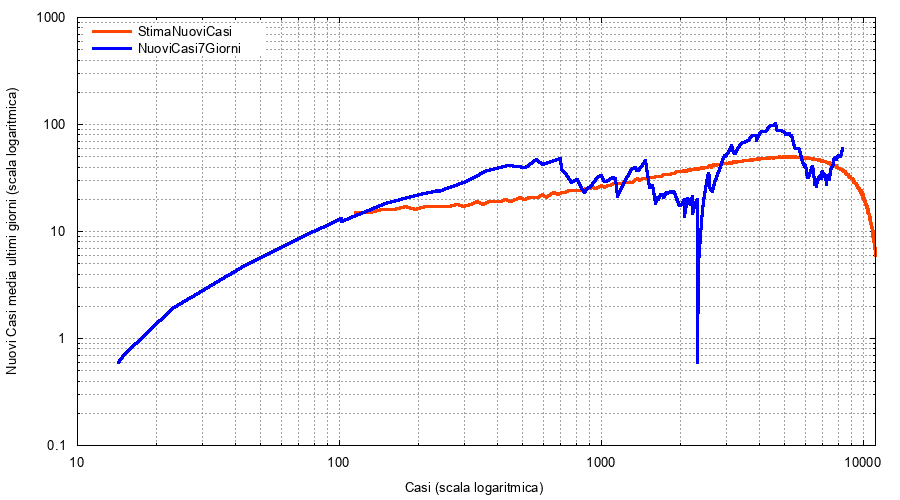 1000
StimaNuoviCasi
NuoviCasi7Giorni
100
10
1
0.1
10 100 1000 10000
Nuovi Casi media ultimi giorni (scala logaritmica)
Casi (scala logaritmica)